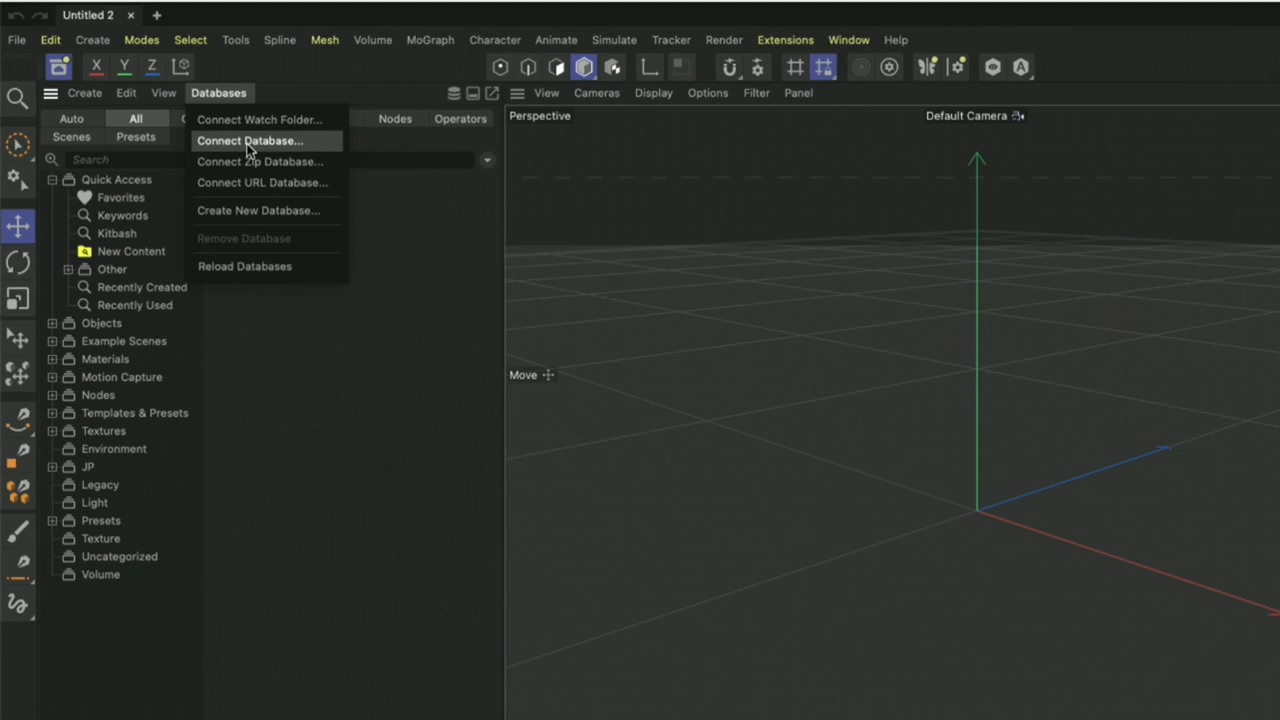 Untitled 2
File Edit Create Modes Select Tools Spline Mesh Volume MoGraph Character Animate Simulate Tracker Render Extensions Window Help
X Y Z
Create Edit View Databases
View Cameras Display Options Filter Panel
Auto All Nodes Operators
Scenes Presets
Search
Connect Watch Folder...
Connect Database...
Connect Zip Database...
Connect URL Database...
Create New Database...
Remove Database
Reload Databases
Quick Access
Favorites
Keywords
Kitbash
New Content
Other
Recently Created
Recently Used
Objects
Example Scenes
Materials
Motion Capture
Nodes
Templates & Presets
Textures
Environment
JP
Legacy
Light
Presets
Texture
Uncategorized
Volume
Perspective
Default Camera
Move